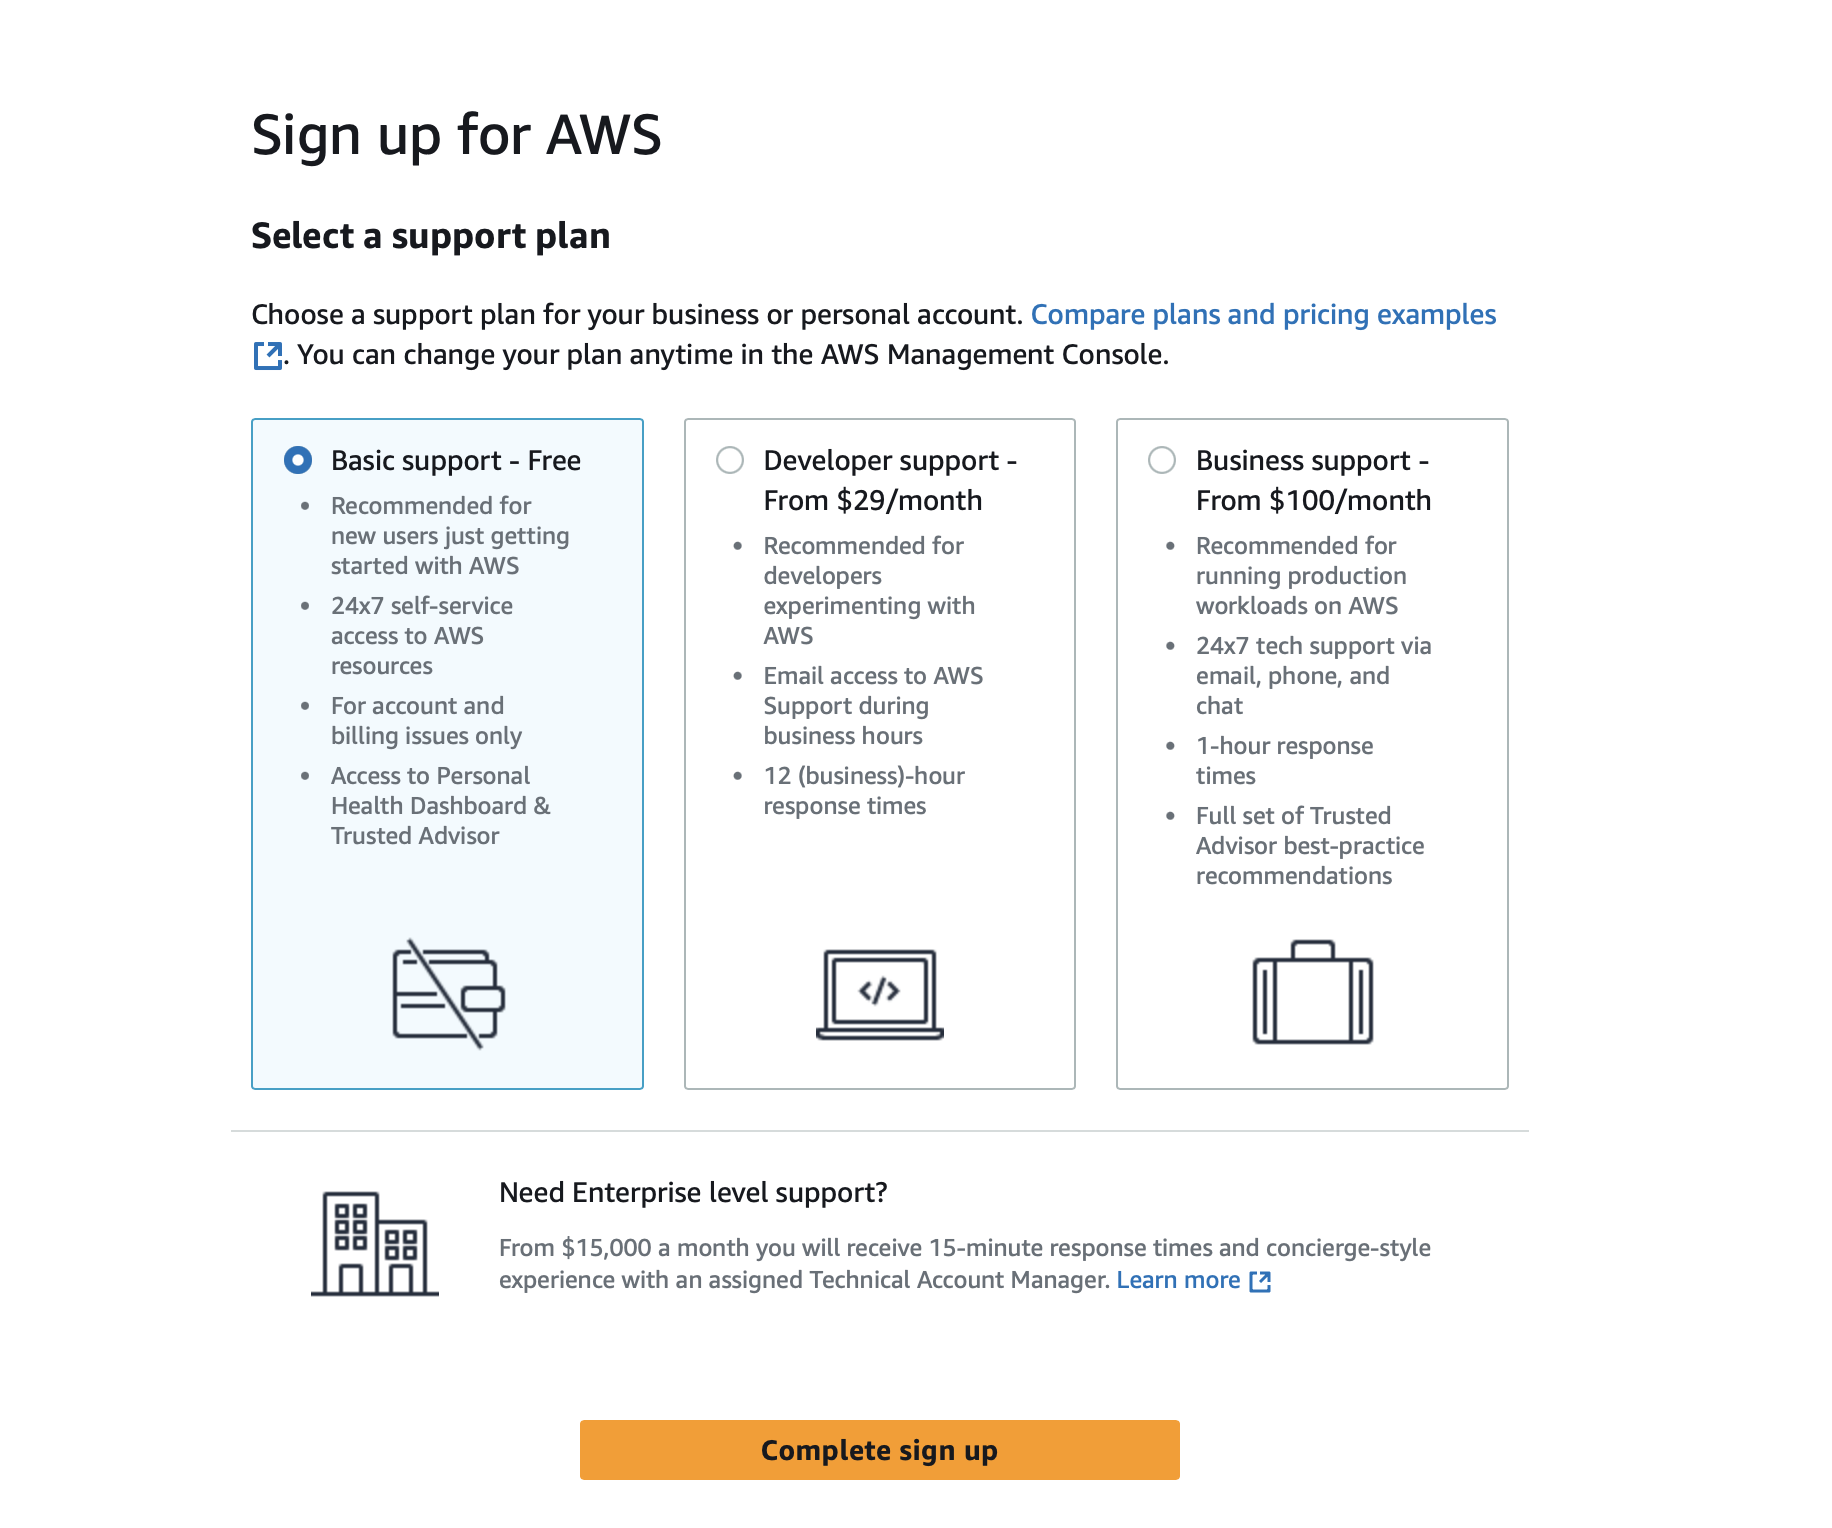 Sign up for AWS
Select a support plan
Choose a support plan for your business or personal account. Compare plans and pricing examples
. You can change your plan anytime in the AWS Management Console.
Basic support - Free
• Recommended for
new users just getting
started with AWS
• 24x7 self-service
access to AWS
resources
• For account and
billing issues only
• Access to Personal
Health Dashboard &
Trusted Advisor
Developer support -
From $29/month
• Recommended for
developers
experimenting with
AWS
• Email access to AWS
Support during
business hours
• 12 (business)-hour
response times
</>
Business support -
From $100/month
• Recommended for
running production
workloads on AWS
• 24x7 tech support via
email, phone, and
chat
• 1-hour response
times
• Full set of Trusted
Advisor best-practice
recommendations
Need Enterprise level support?
From $15,000 a month you will receive 15-minute response times and concierge-style
experience with an assigned Technical Account Manager. Learn more
Complete sign up